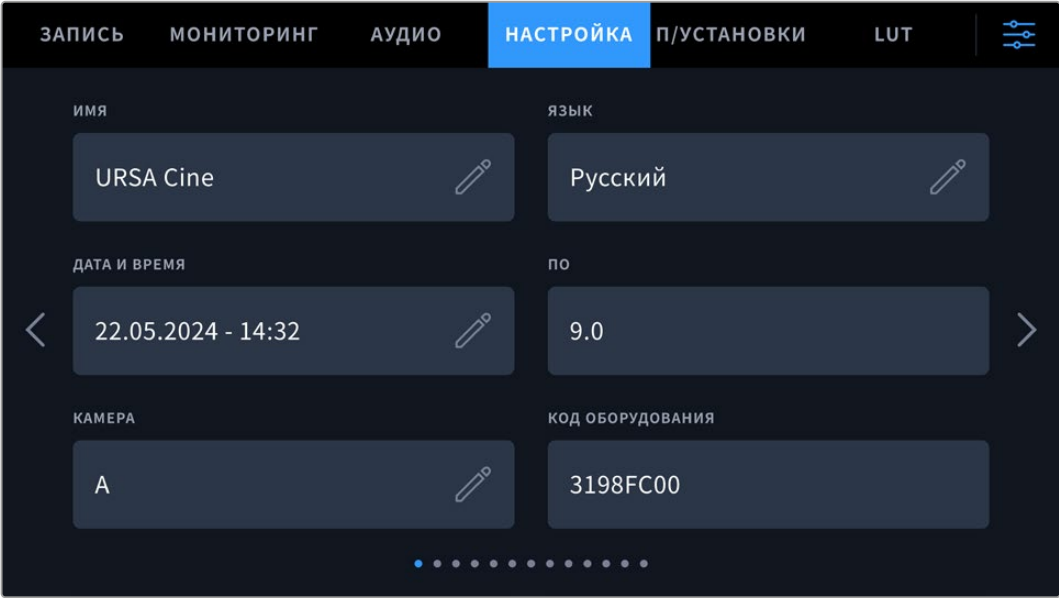 ЗАПИСЬ МОНИТОРИНГ АУДИО НАСТРОЙКА П/УСТАНОВКИ LUT
ИМЯ ЯЗЫК
URSA Cine Русский
ДАТА И ВРЕМЯ ПО
22.05.2024 - 14:32 9.0
КАМЕРА КОД ОБОРУДОВАНИЯ
A 3198FC00